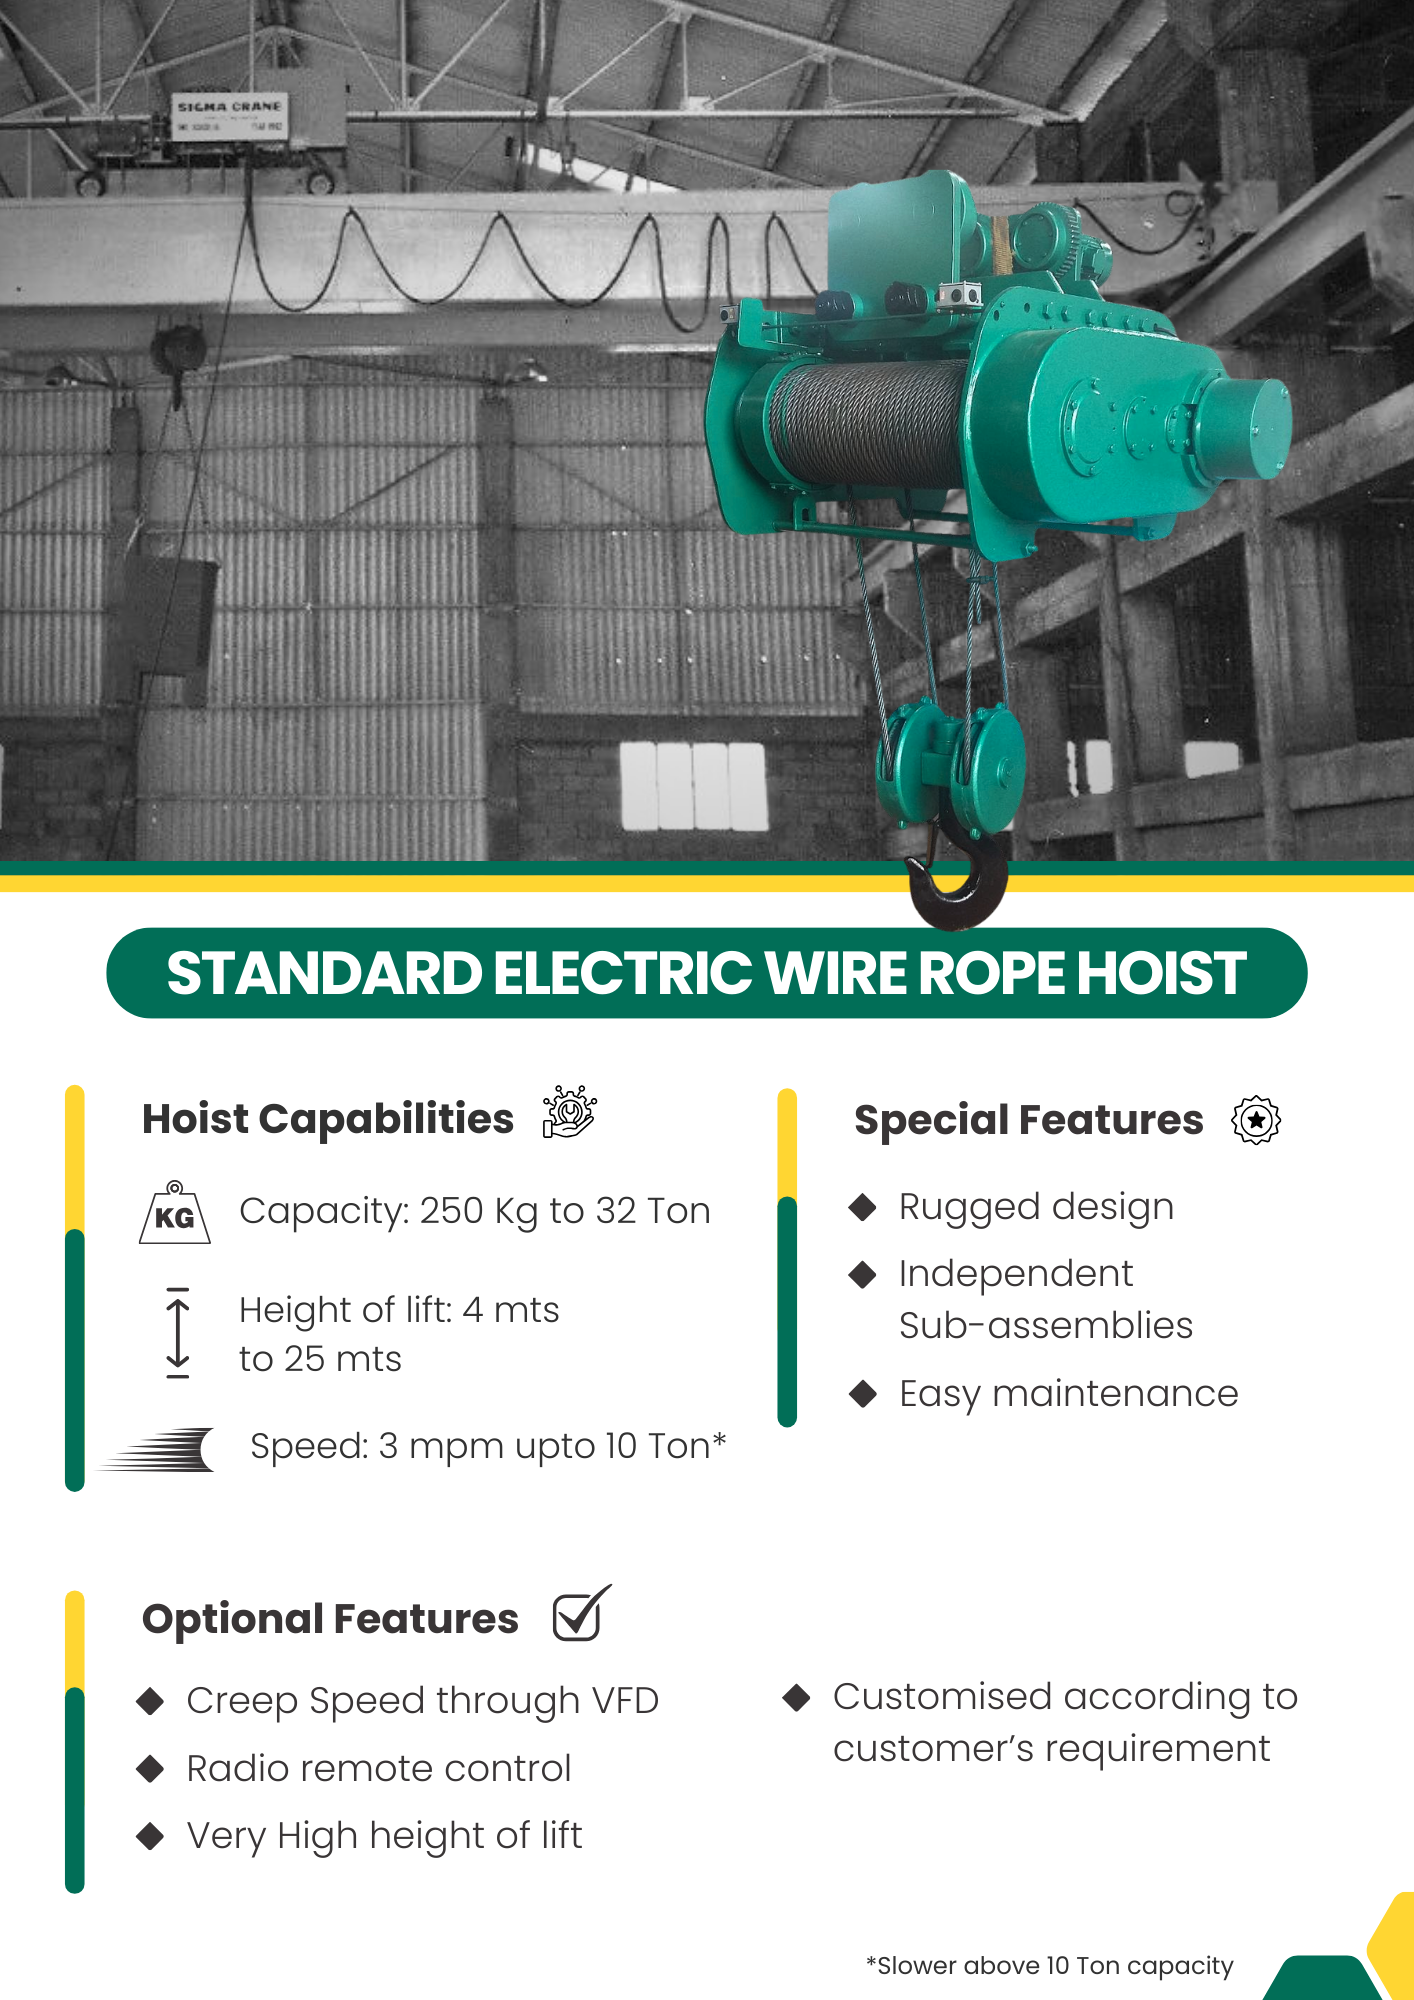 SIGMA CRANE
STANDARD ELECTRIC WIRE ROPE HOIST
Hoist Capabilities
KG
Capacity: 250 Kg to 32 Ton
Height of lift: 4 mts
to 25 mts
Speed: 3 mpm upto 10 Ton*
Special Features
Rugged design
Independent
Sub-assemblies
Easy maintenance
Optional Features
Creep Speed through VFD
Radio remote control
Very High height of lift
Customised according to
customer’s requirement
*Slower above 10 Ton capacity